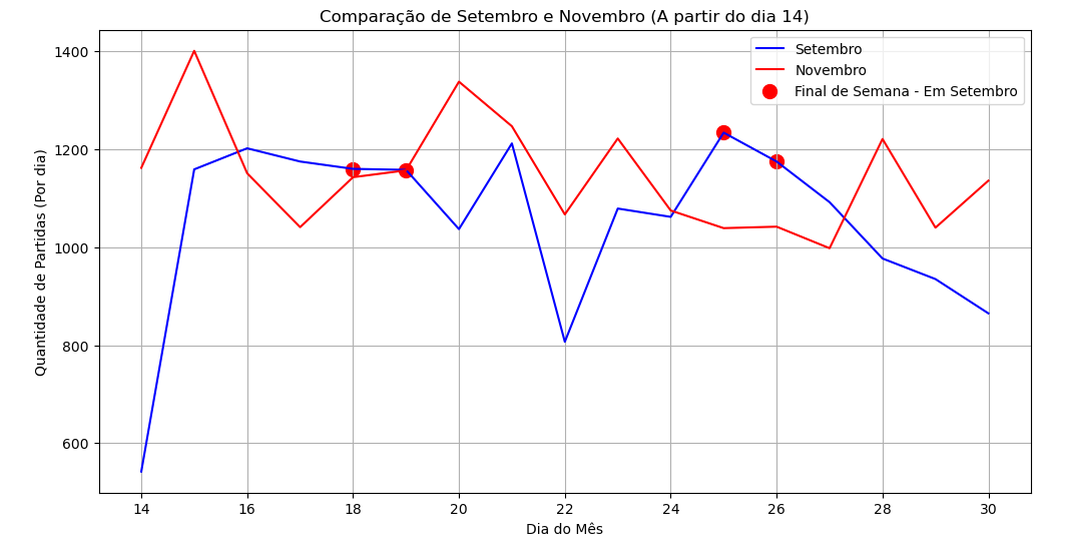 Comparação de Setembro e Novembro (A partir do dia 14)
Setembro
Novembro
Final de Semana - Em Setembro
Quantidade de Partidas (Por dia)
1400
1200
1000
800
600
14 16 18 20 22 24 26 28 30
Dia do Mês